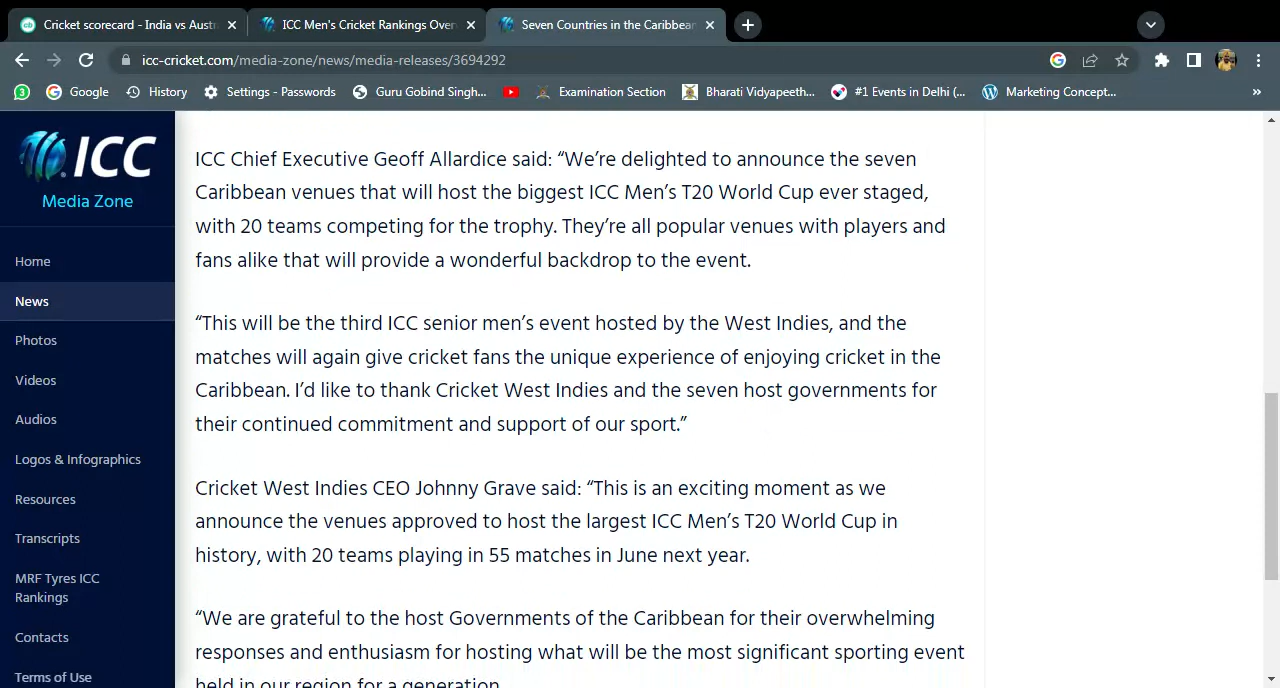 Cricket scorecard - India vs Austr
ICC Men's Cricket Rankings Over
Seven Countries in the Caribbean
icc-cricket.com/media-zone/news/media-releases/3694292
3 Google History Settings - Passwords Guru Gobind Singh... Examination Section Bharati Vidyapeeth... #1 Events in Delhi (... Marketing Concept... »
ICC
Media Zone
Home
News
Photos
Videos
Audios
Logos & Infographics
Resources
Transcripts
MRF Tyres ICC
Rankings
Contacts
Terms of Use
ICC Chief Executive Geoff Allardice said: “We’re delighted to announce the seven
Caribbean venues that will host the biggest ICC Men’s T20 World Cup ever staged,
with 20 teams competing for the trophy. They’re all popular venues with players and
fans alike that will provide a wonderful backdrop to the event.
“This will be the third ICC senior men’s event hosted by the West Indies, and the
matches will again give cricket fans the unique experience of enjoying cricket in the
Caribbean. I’d like to thank Cricket West Indies and the seven host governments for
their continued commitment and support of our sport.”
Cricket West Indies CEO Johnny Grave said: “This is an exciting moment as we
announce the venues approved to host the largest ICC Men’s T20 World Cup in
history, with 20 teams playing in 55 matches in June next year.
“We are grateful to the host Governments of the Caribbean for their overwhelming
responses and enthusiasm for hosting what will be the most significant sporting event
held in our region for a generation